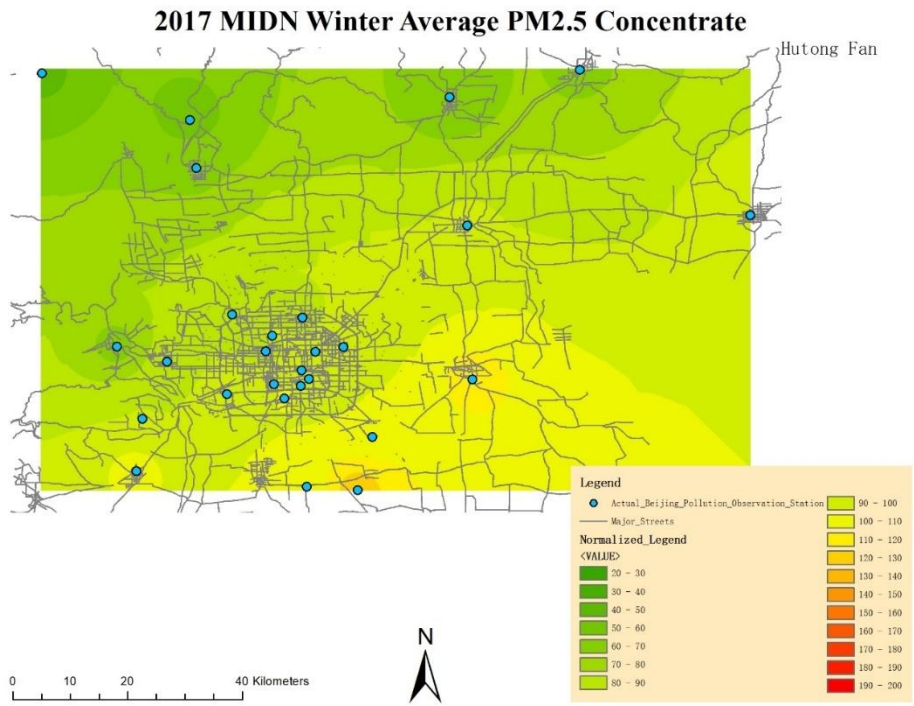 2017 MIDN Winter Average PM2.5 Concentrate
Hutong Fan
Legend
Actual_Beijing_Pollution_Observation_Station
Major_Streets
Normalized_Legend
<VALUE>
20 - 30
30 - 40
40 - 50
50 - 60
60 - 70
70 - 80
80 - 90
90 - 100
100 - 110
110 - 120
120 - 130
130 - 140
140 - 150
150 - 160
160 - 170
170 - 180
180 - 190
190 - 200
N
0 10 20 40 Kilometers